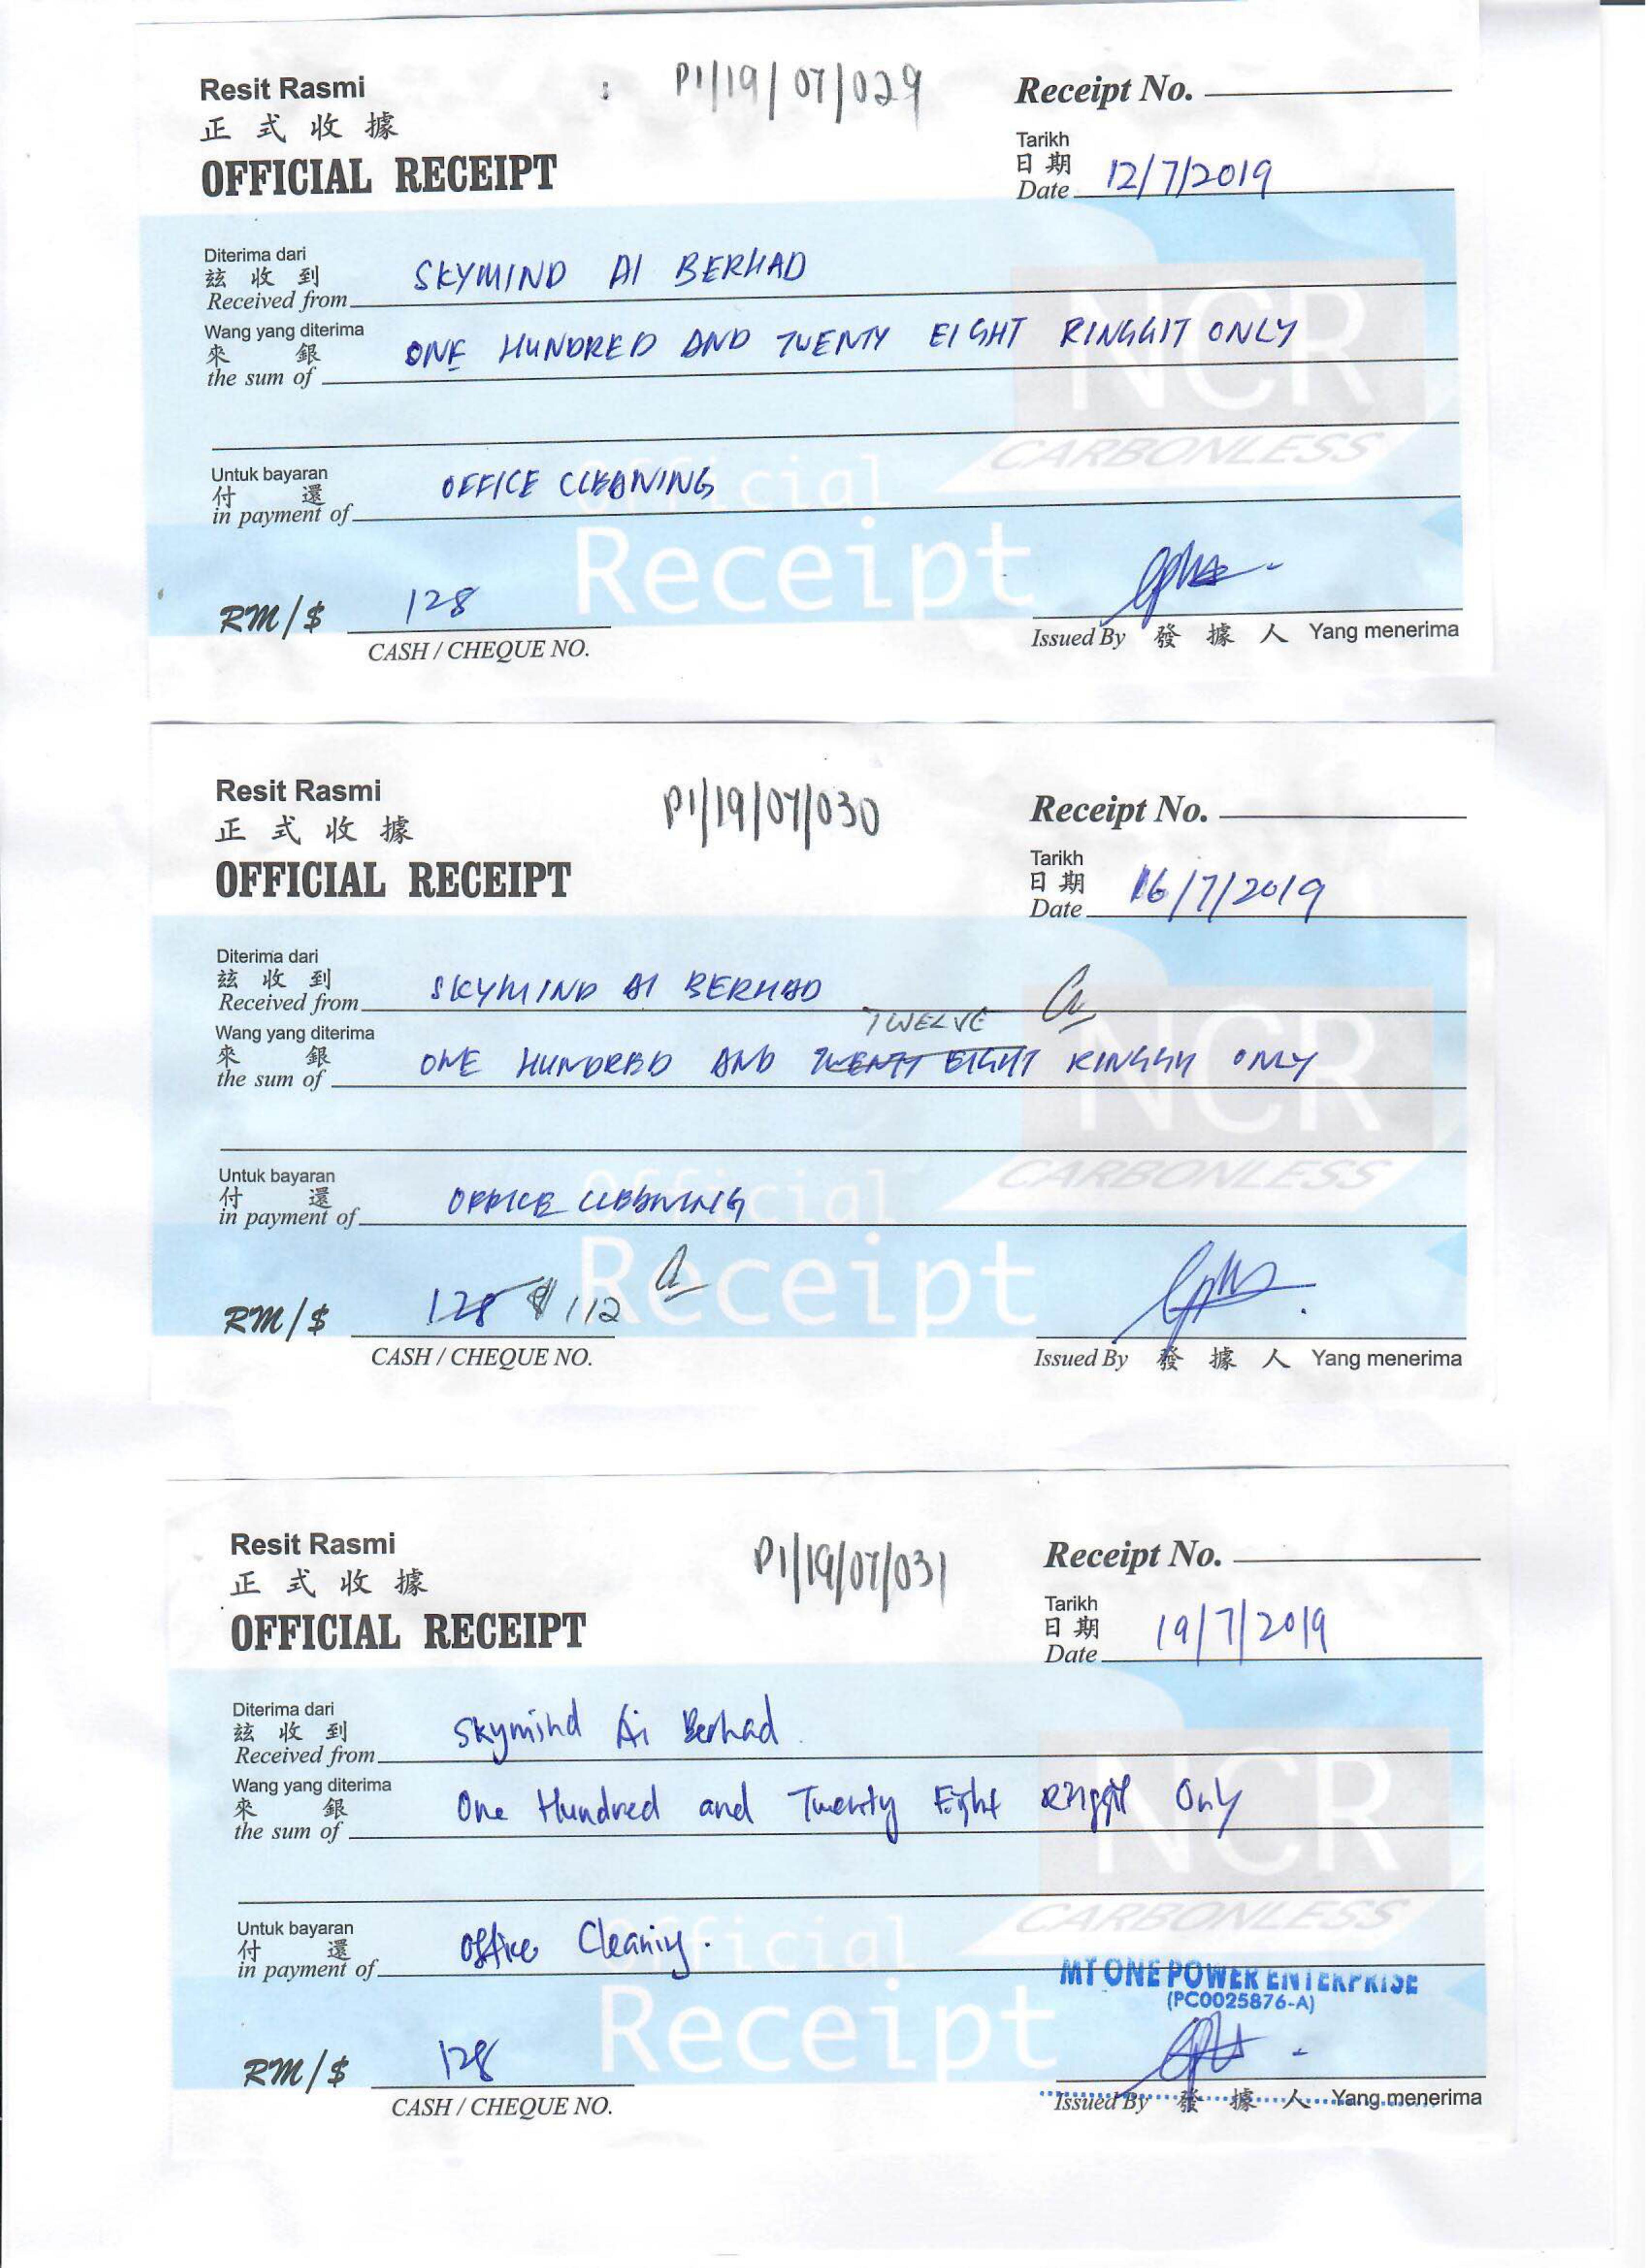 Resit Rasmi
: P1/19/07/029
Receipt No.
正式收據
OFFICIAL RECEIPT
Tarikh
日期
Date 12/7/2019
Diterima dari
茲收到
Received from SKYMIND AI BERHAD
Wang yang diterima
來銀
the sum of ONE HUNDRED AND TWENTY EIGHT RINGGIT ONLY
NCR
CARBONLESS
Untuk bayaran
付還
in payment of OFFICE CLEANING
Official
Receipt
RM/$ 128
CASH / CHEQUE NO.
Issued By 發據人 Yang menerima
Resit Rasmi
P1/19/07/030
Receipt No.
正式收據
OFFICIAL RECEIPT
Tarikh
日期
Date 16/7/2019
Diterima dari
茲收到
Received from SKYMIND AI BERHAD
TWELVE
Wang yang diterima
來銀
the sum of ONE HUNDRED AND TWENTY EIGHT RINGGIT ONLY
NCR
CARBONLESS
Untuk bayaran
付還
in payment of OFFICE CLEANING
Official
Receipt
RM/$ 128 112
CASH / CHEQUE NO.
Issued By 發據人 Yang menerima
Resit Rasmi
P1/19/07/031
Receipt No.
正式收據
OFFICIAL RECEIPT
Tarikh
日期
Date 19/7/2019
Diterima dari
茲收到
Received from Skymind Ai Berhad
Wang yang diterima
來銀
the sum of One Hundred and Twenty Eight Ringgit Only
NCR
CARBONLESS
Untuk bayaran
付還
in payment of Office Cleaning.
Official
Receipt
MT ONE POWER ENTERPRISE
(PC0025876-A)
RM/$ 128
CASH / CHEQUE NO.
Issued By 發據人 Yang menerima